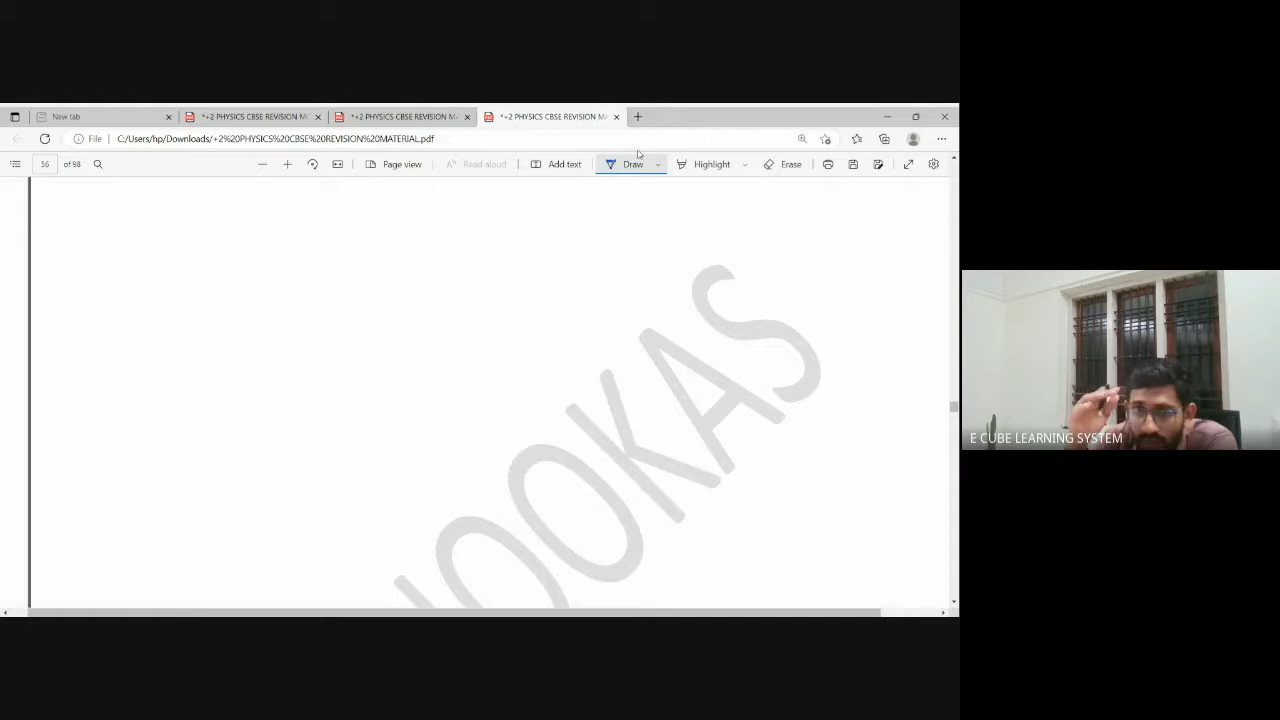 New tab
*+2 PHYSICS CBSE REVISION M
*+2 PHYSICS CBSE REVISION MA
*+2 PHYSICS CBSE REVISION MA
File
C:/Users/hp/Downloads/+2%20PHYSICS%20CBSE%20REVISION%20MATERIAL.pdf
56 of 98
Page view
Read aloud
Add text
Draw
Highlight
Erase
OOKAS
E CUBE LEARNING SYSTEM